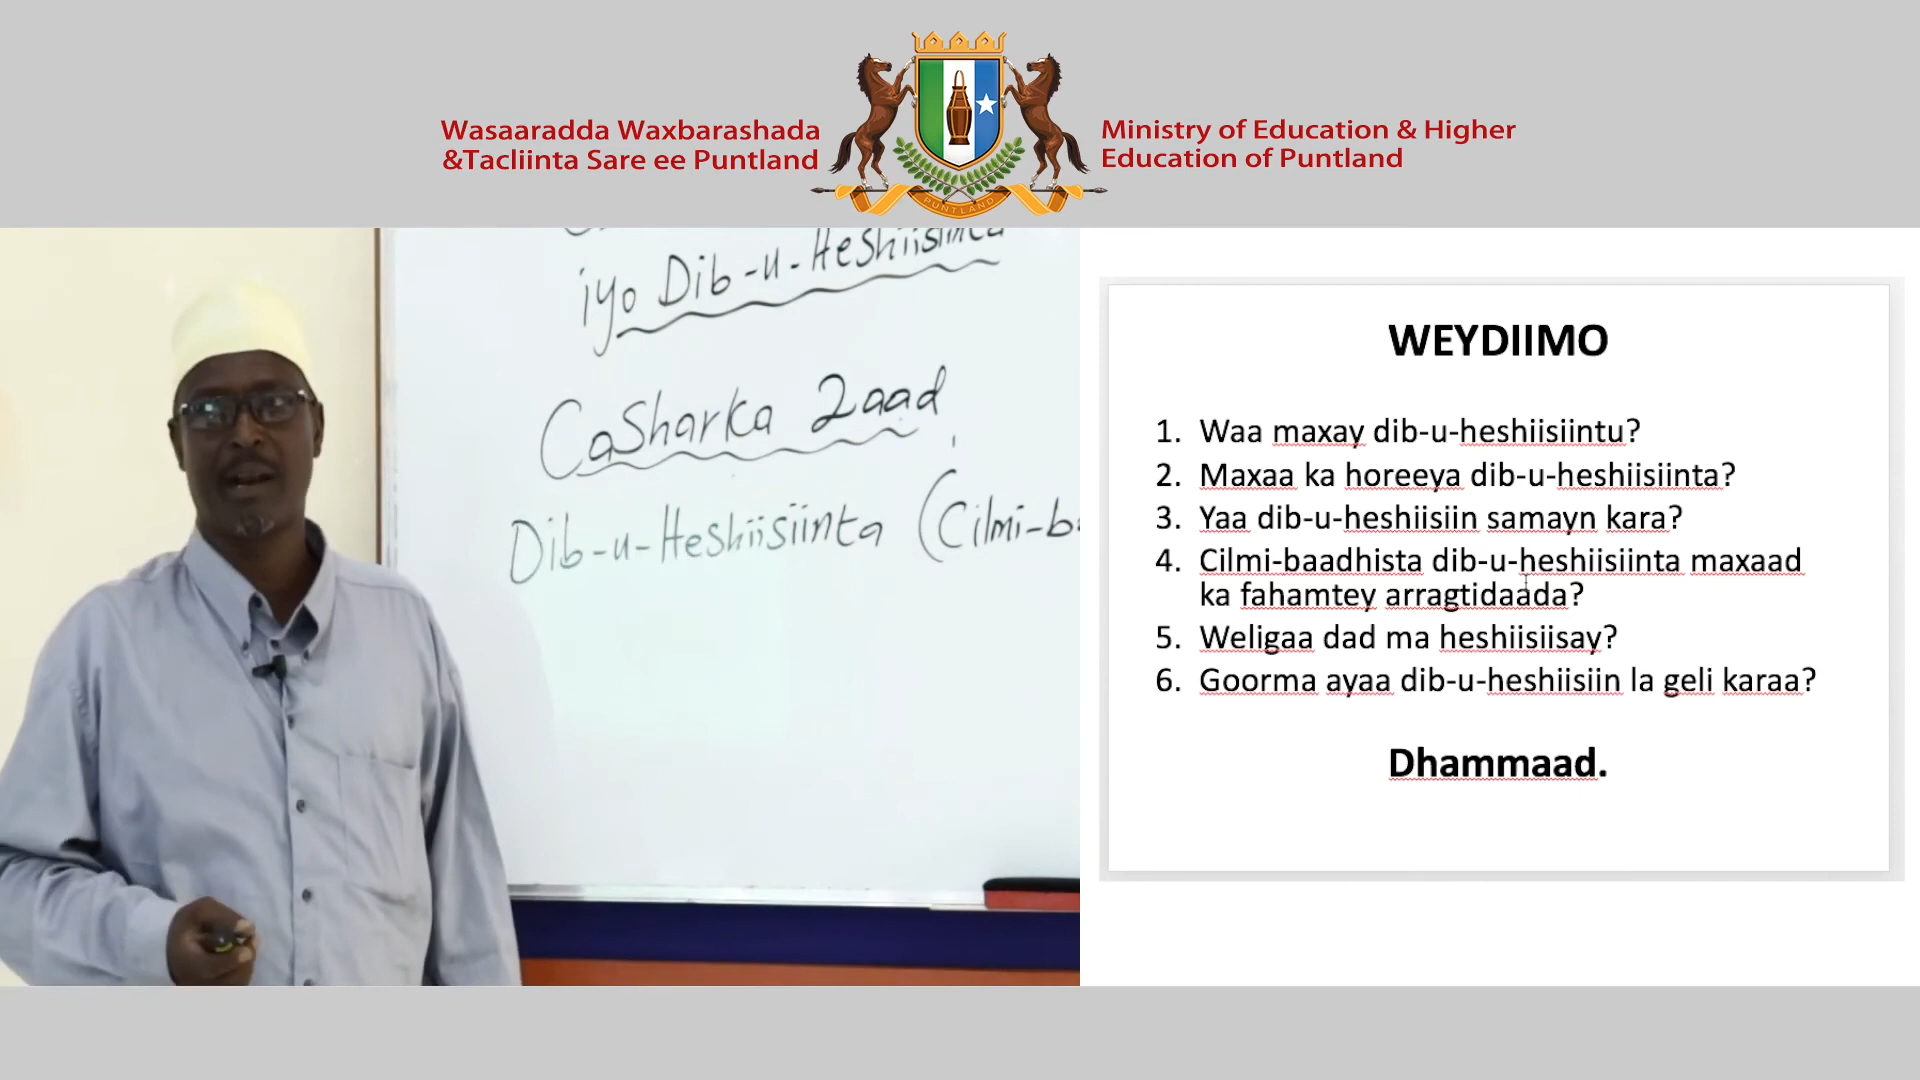 Wasaaradda Waxbarashada
&Tacliinta Sare ee Puntland
PUNTLAND
Ministry of Education & Higher
Education of Puntland
iyo Dib-u-Heshiisiinta
Casharka 2aad
Dib-u-Heshiisiinta (Cilmi-b
WEYDIIMO
1. Waa maxay dib-u-heshiisiintu?
2. Maxaa ka horeeya dib-u-heshiisiinta?
3. Yaa dib-u-heshiisiin samayn kara?
4. Cilmi-baadhista dib-u-heshiisiinta maxaad
ka fahamtey arragtidaada?
5. Weligaa dad ma heshiisiisay?
6. Goorma ayaa dib-u-heshiisiin la geli karaa?
Dhammaad.